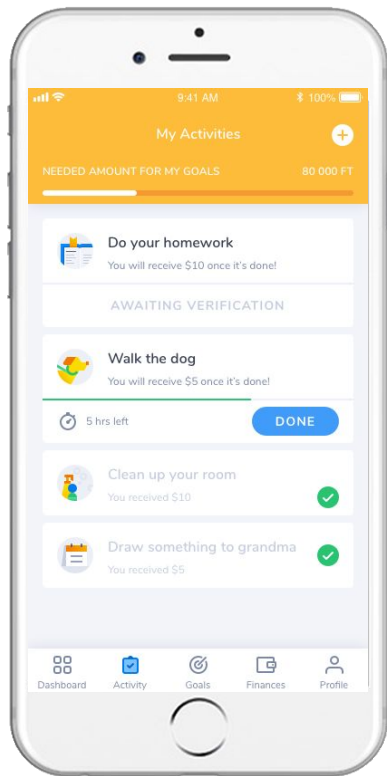 9:41 AM
100%
My Activities
NEEDED AMOUNT FOR MY GOALS
80 000 FT
Do your homework
You will receive $10 once it's done!
AWAITING VERIFICATION
Walk the dog
You will receive $5 once it's done!
5 hrs left
DONE
Clean up your room
You received $10
Draw something to grandma
You received $5
Dashboard
Activity
Goals
Finances
Profile